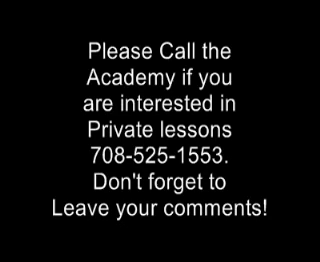 Please Call the
Academy if you
are interested in
Private lessons
708-525-1553.
Don't forget to
Leave your comments!